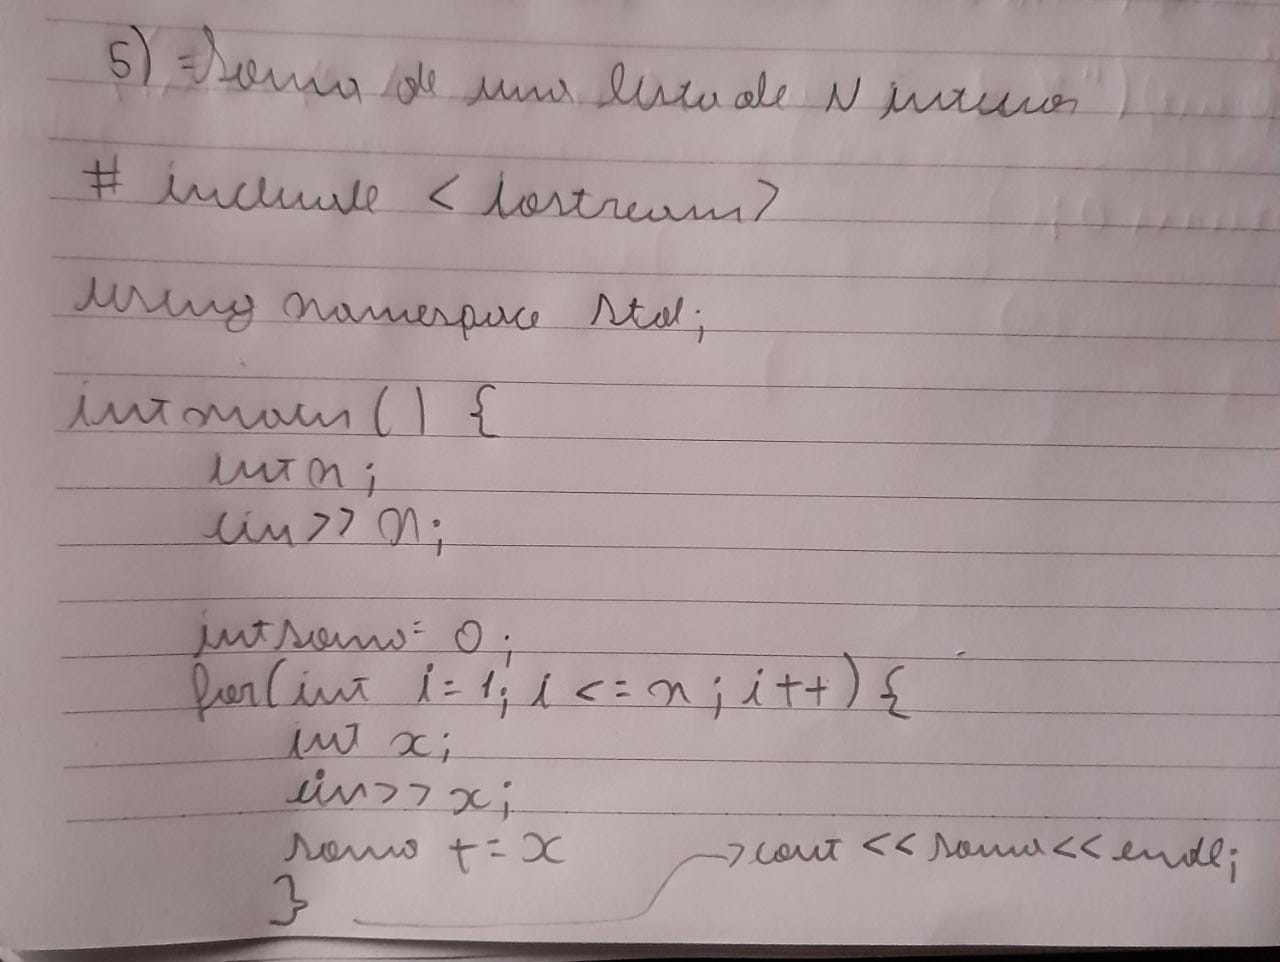 5) "Soma de uma lista de N inteiros"
# include <iostream>
using namespace std;
int main() {
int n;
cin >> n;
int soma = 0;
for(int i = 1; i <= n; i++) {
int x;
cin >> x;
soma += x
}
→ cout << soma << endl;